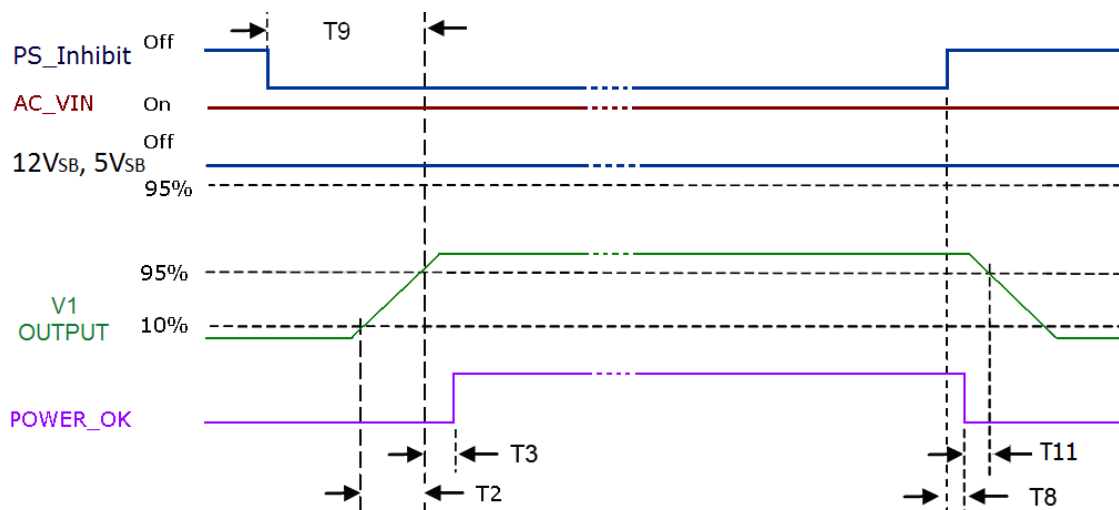 T9
PS_Inhibit Off
AC_VIN On
Off
12VSB, 5VSB
95%
95%
V1
OUTPUT
10%
POWER_OK
T3
T11
T2
T8